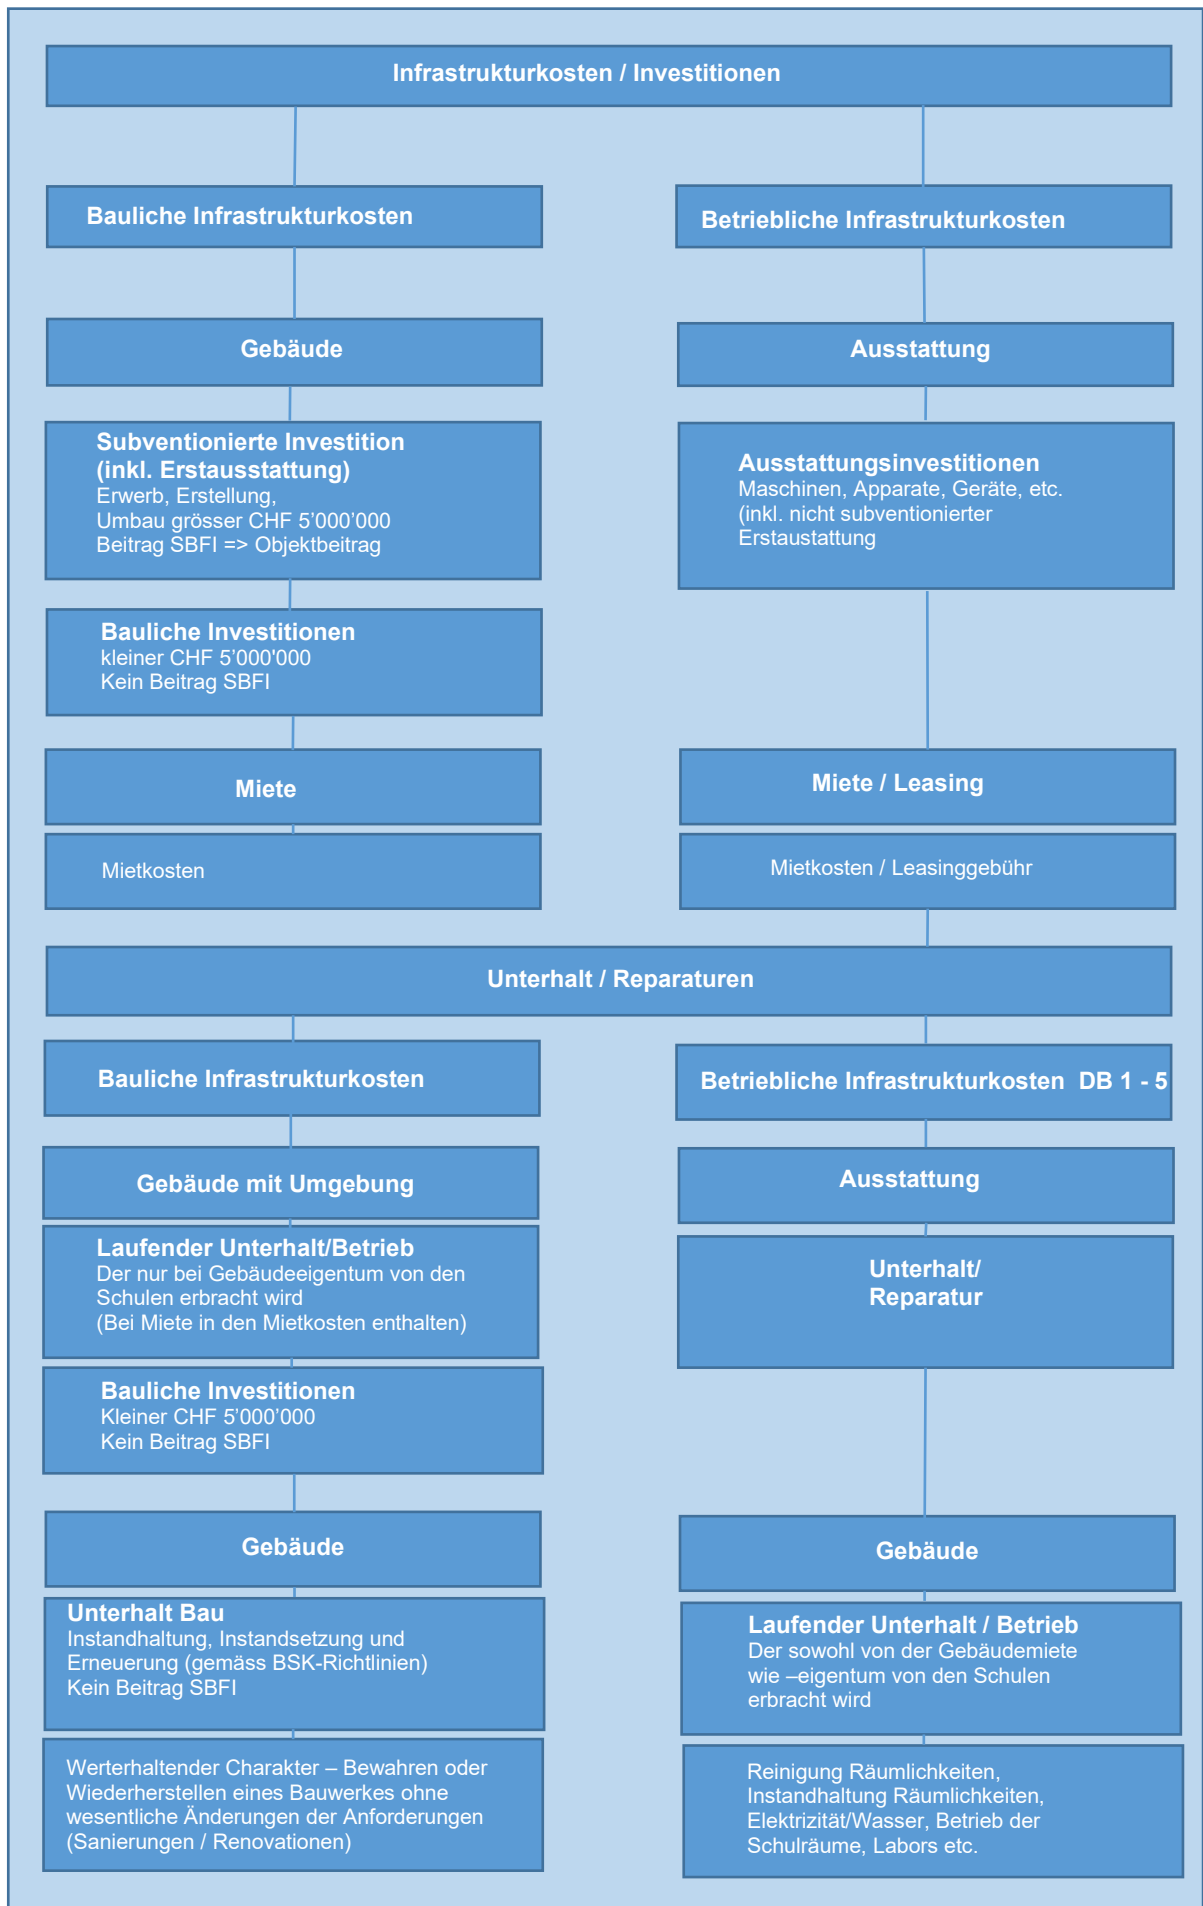 Infrastrukturkosten / Investitionen
Bauliche Infrastrukturkosten
Betriebliche Infrastrukturkosten
Gebäude
Ausstattung
Subventionierte Investition
(inkl. Erstausstattung)
Erwerb, Erstellung,
Umbau grösser CHF 5’000’000
Beitrag SBFI => Objektbeitrag
Ausstattungsinvestitionen
Maschinen, Apparate, Geräte, etc.
(inkl. nicht subventionierter
Erstaustattung
Bauliche Investitionen
kleiner CHF 5’000'000
Kein Beitrag SBFI
Miete
Miete / Leasing
Mietkosten
Mietkosten / Leasinggebühr
Unterhalt / Reparaturen
Bauliche Infrastrukturkosten
Betriebliche Infrastrukturkosten DB 1 - 5
Gebäude mit Umgebung
Ausstattung
Laufender Unterhalt/Betrieb
Der nur bei Gebäudeeigentum von den
Schulen erbracht wird
(Bei Miete in den Mietkosten enthalten)
Unterhalt/
Reparatur
Bauliche Investitionen
Kleiner CHF 5’000’000
Kein Beitrag SBFI
Gebäude
Gebäude
Unterhalt Bau
Instandhaltung, Instandsetzung und
Erneuerung (gemäss BSK-Richtlinien)
Kein Beitrag SBFI
Laufender Unterhalt / Betrieb
Der sowohl von der Gebäudemiete
wie –eigentum von den Schulen
erbracht wird
Werterhaltender Charakter – Bewahren oder
Wiederherstellen eines Bauwerkes ohne
wesentliche Änderungen der Anforderungen
(Sanierungen / Renovationen)
Reinigung Räumlichkeiten,
Instandhaltung Räumlichkeiten,
Elektrizität/Wasser, Betrieb der
Schulräume, Labors etc.